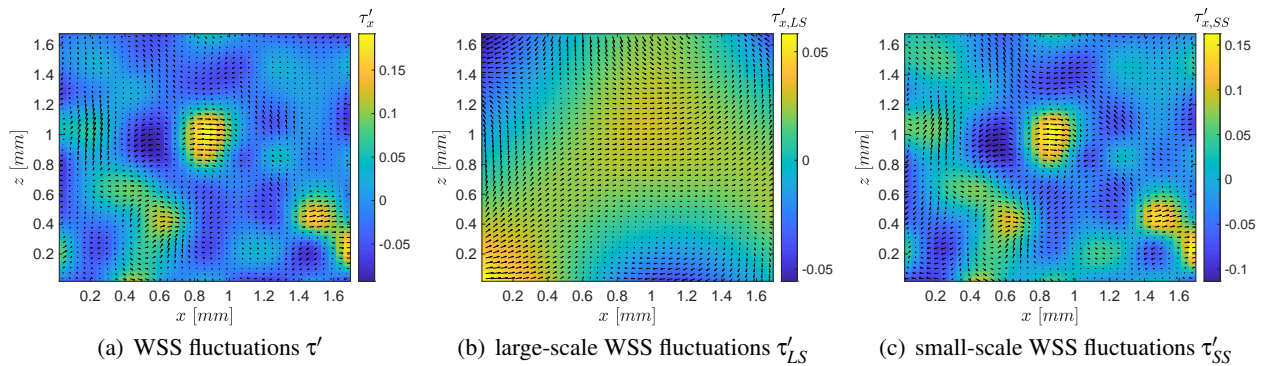 τ′x
τ′x,LS
τ′x,SS
1.6
1.4
1.2
1
0.8
0.6
0.4
0.2
z [mm]
0.2 0.4 0.6 0.8 1 1.2 1.4 1.6
x [mm]
0.15
0.1
0.05
0
-0.05
1.6
1.4
1.2
1
0.8
0.6
0.4
0.2
z [mm]
0.2 0.4 0.6 0.8 1 1.2 1.4 1.6
x [mm]
0.05
0
-0.05
1.6
1.4
1.2
1
0.8
0.6
0.4
0.2
z [mm]
0.2 0.4 0.6 0.8 1 1.2 1.4 1.6
x [mm]
0.15
0.1
0.05
0
-0.05
-0.1
(a) WSS fluctuations τ′
(b) large-scale WSS fluctuations τ′LS
(c) small-scale WSS fluctuations τ′SS